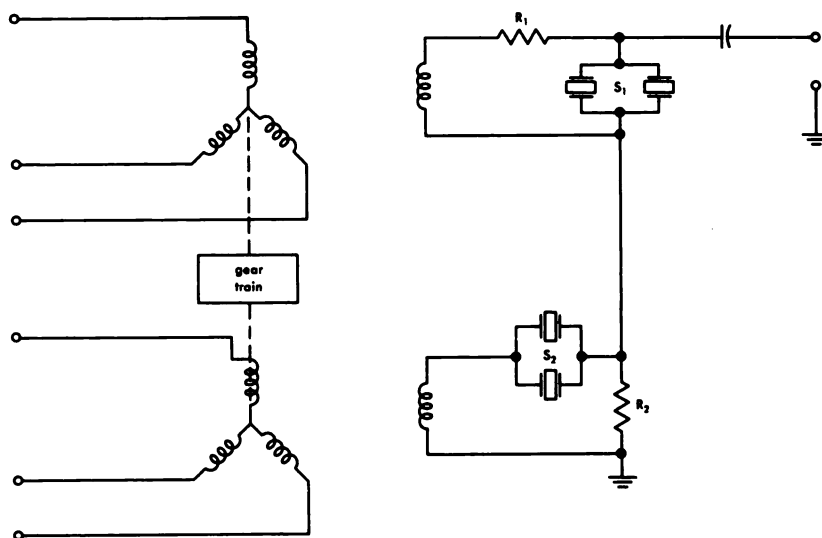 R₁
S₁
gear
train
S₂
R₂